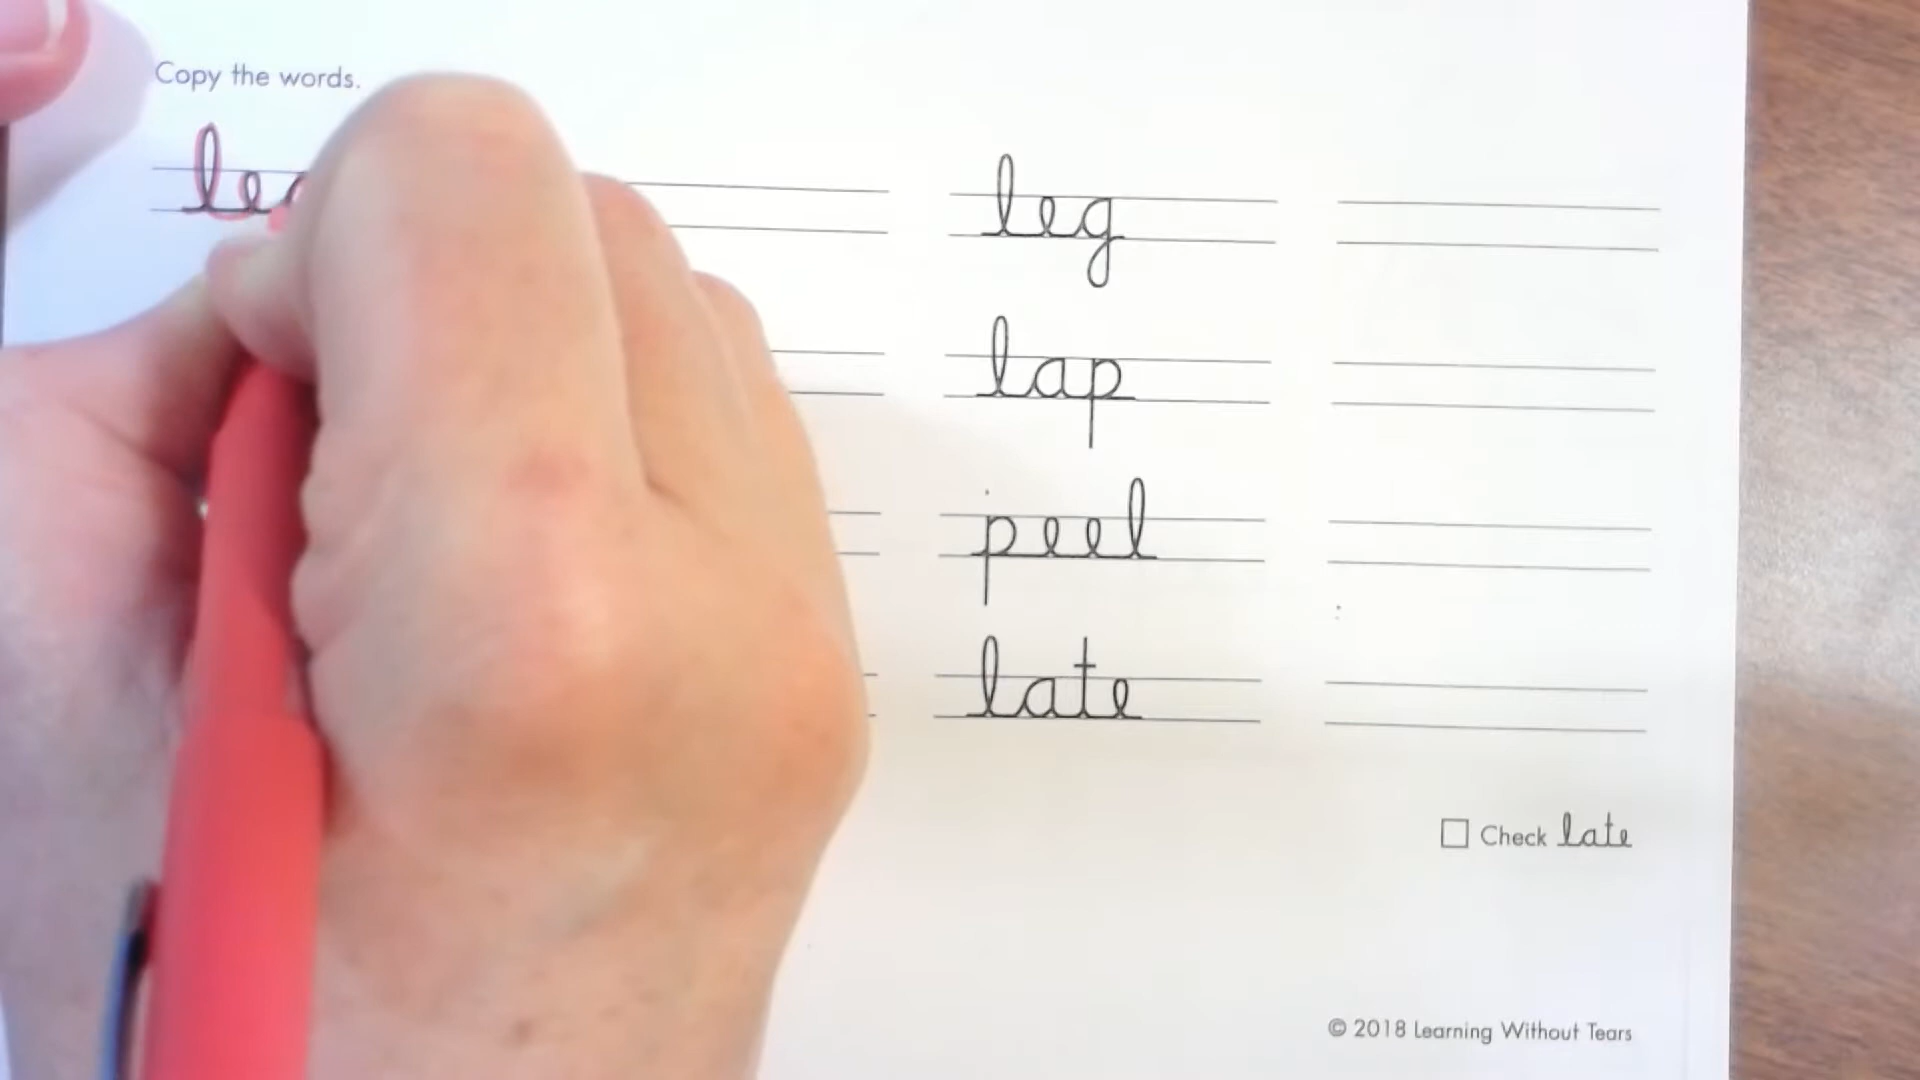 Copy the words.
leg
lap
peel
late
Check late
© 2018 Learning Without Tears